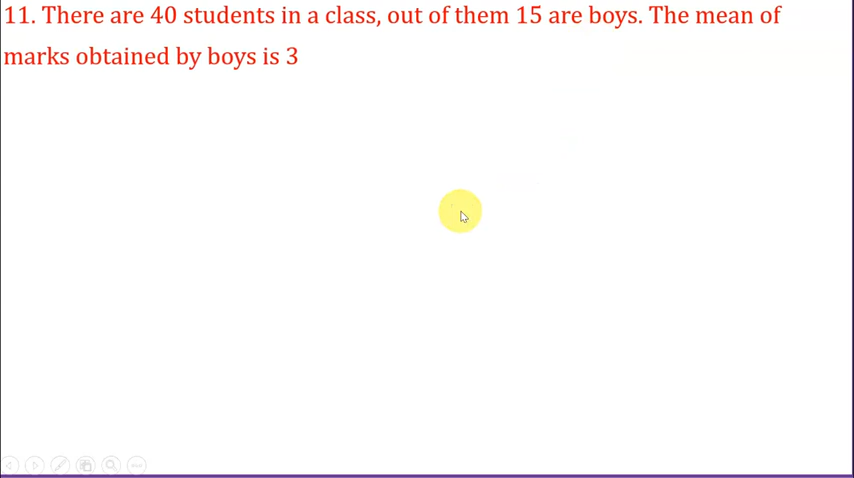 11. There are 40 students in a class, out of them 15 are boys. The mean of
marks obtained by boys is 3